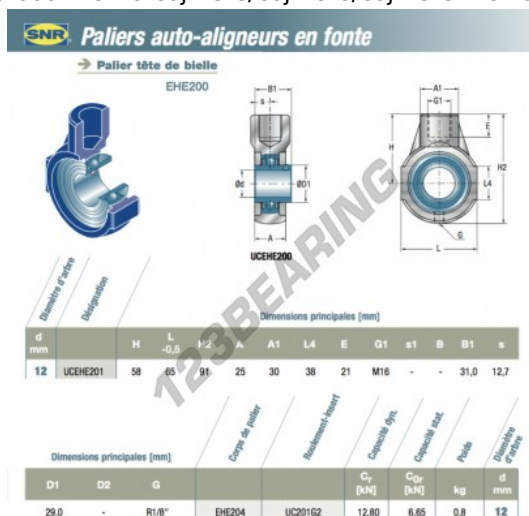 SNR Paliers auto-aligneurs en fonte
Palier tête de bielle
EHE200
B1
s
Ød
ØD1
A
UCEHE200
A1
G1
H
E
H2
L4
G
L
123BEARING
Diamètre d'arbre
Désignation
Dimensions principales [mm]
d mm H L -0,5 H2 A A1 L4 E G1 s1 B B1 s
12 UCEHE201 58 65 91 25 30 38 21 M16 - - 31,0 12,7
Dimensions principales [mm]
Corps de palier
Roulement-insert
Capacité dyn.
Capacité stat.
Poids
Diamètre d'arbre
D1 D2 G Cr [kN] C0r [kN] kg d mm
29,0 - R1/8" EHE204 UC201G2 12,80 6,65 0,8 12